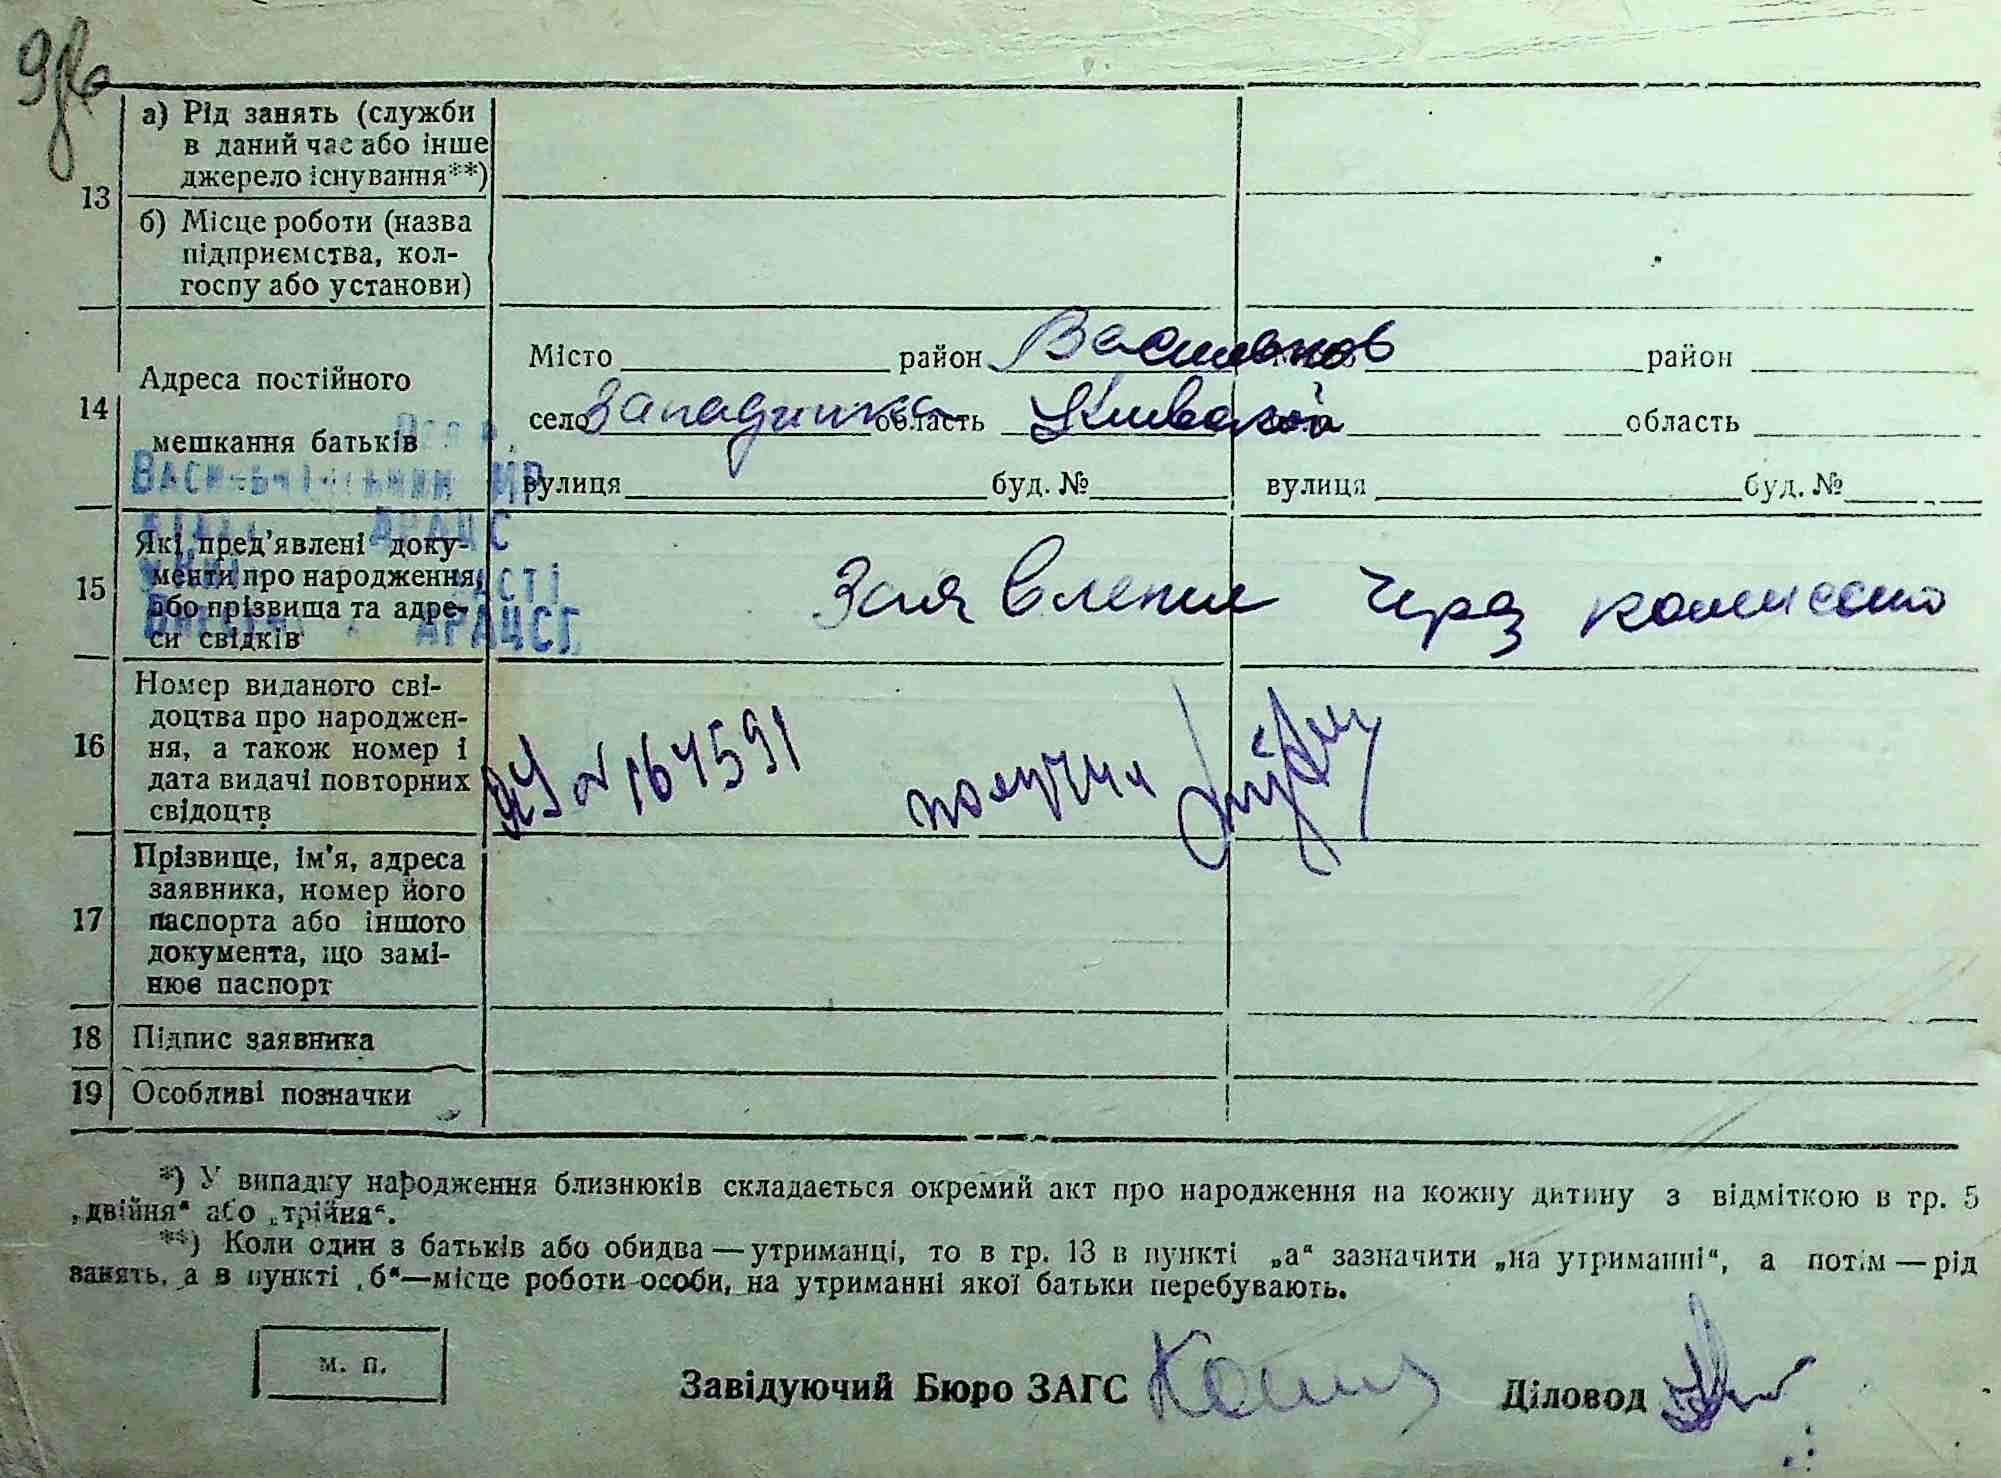 13
а) Рід занять (служби
в даний час або інше
джерело існування**)
б) Місце роботи (назва
підприємства, кол-
госпу або установи)
14
Адреса постійного
мешкання батьків
Місто район Васильков
село Западинка область Киевской
вулиця буд. №
район
область
вулиця буд. №
15
Які пред'явлені доку-
менти про народження,
або прізвища та адре-
си свідків
Заявление через комиссию
АРАЦС
16
Номер виданого сві-
доцтва про народжен-
ня, а також номер і
дата видачі повторних
свідоцтв
№ 164591 получил
17
Прізвище, ім'я, адреса
заявника, номер його
паспорта або іншого
документа, що замі-
нює паспорт
18 Підпис заявника
19 Особливі позначки
*) У випадку народження близнюків складається окремий акт про народження на кожну дитину з відміткою в гр. 5
„двійня“ або „трійня“.
**) Коли один з батьків або обидва — утриманці, то в гр. 13 в пункті „а“ зазначити „на утриманні“, а потім — рід
занять, а в пункті „б“—місце роботи особи, на утриманні якої батьки перебувають.
м. п.
Завідуючий Бюро ЗАГС
Діловод